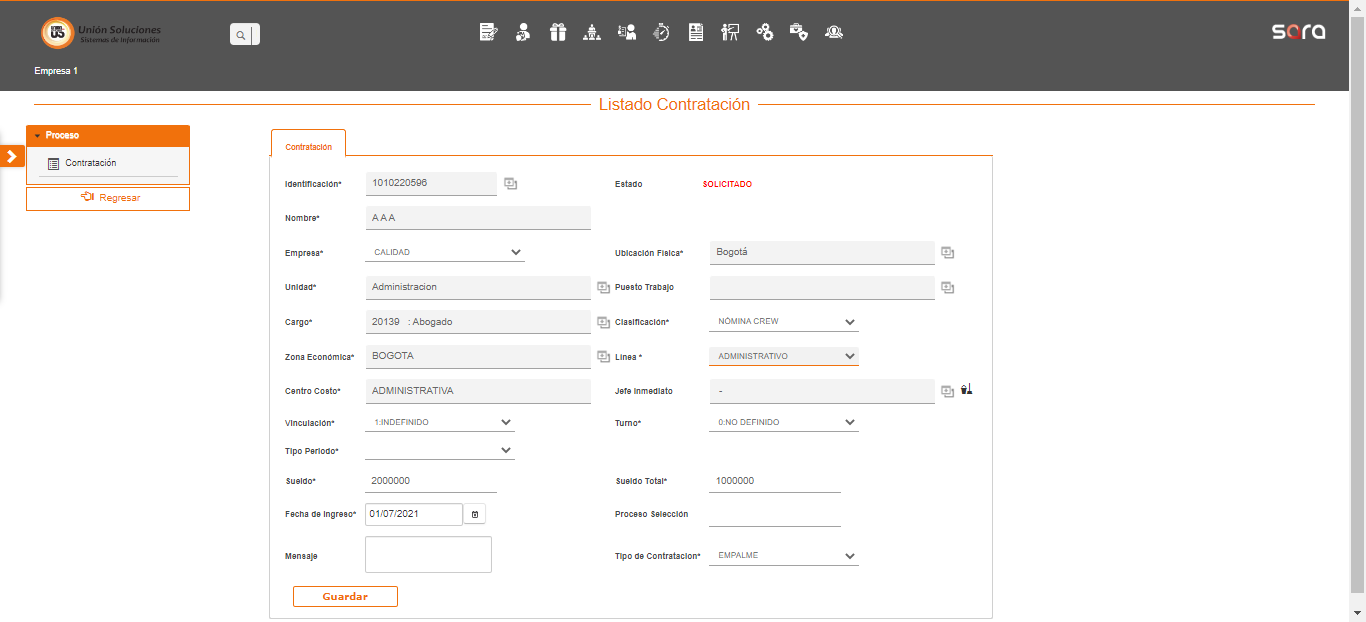 US
Unión Soluciones
Sistemas de Información
sara
Empresa 1
Listado Contratación
Proceso
Contratación
Regresar
Contratación
Identificación* 1010220596 Estado SOLICITADO
Nombre* A A A
Empresa* CALIDAD Ubicación Física* Bogotá
Unidad* Administracion Puesto Trabajo
Cargo* 20139 : Abogado Clasificación* NÓMINA CREW
Zona Económica* BOGOTA Línea * ADMINISTRATIVO
Centro Costo* ADMINISTRATIVA Jefe Inmediato -
Vinculación* 1:INDEFINIDO Turno* 0:NO DEFINIDO
Tipo Periodo*
Sueldo* 2000000 Sueldo Total* 1000000
Fecha de Ingreso* 01/07/2021 Proceso Selección
Mensaje Tipo de Contratacion* EMPALME
Guardar